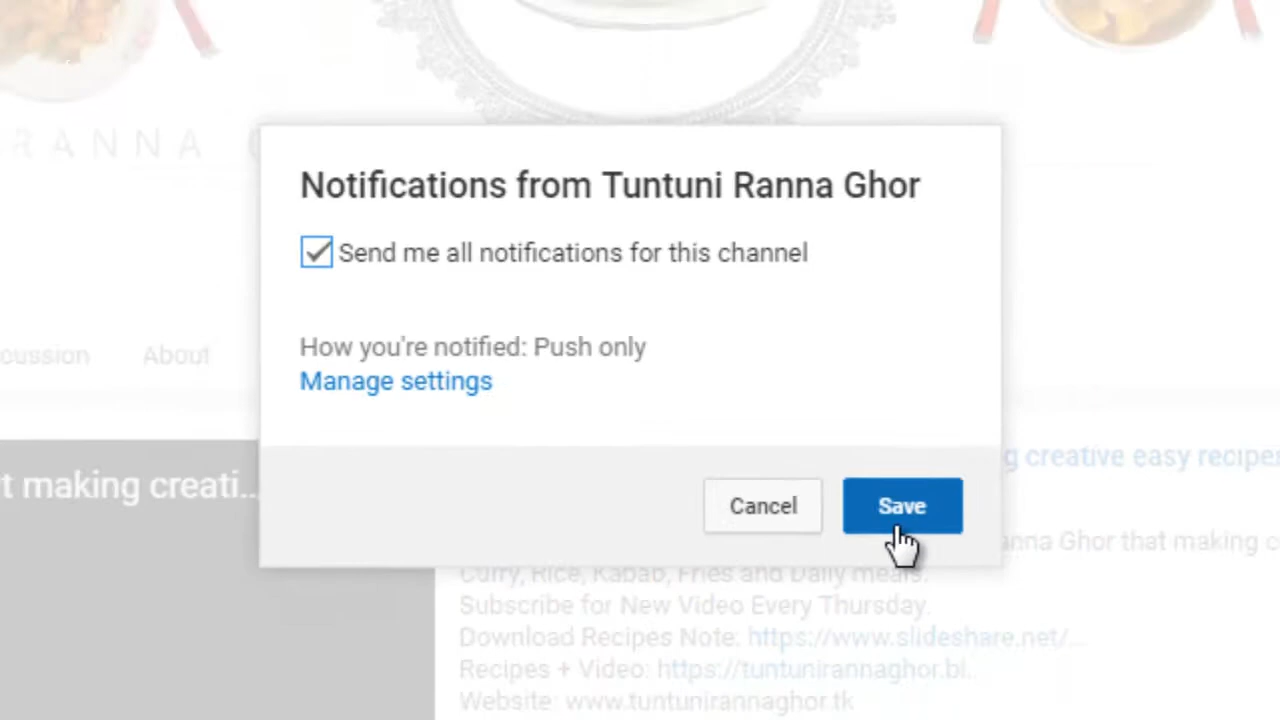 RANNA
Notifications from Tuntuni Ranna Ghor
Send me all notifications for this channel
How you're notified: Push only
Manage settings
About
g creative easy recipes
t making creati...
Cancel
Save
anna Ghor that making c
Curry, Rice, Kabab, Fries and Daily meals.
Subscribe for New Video Every Thursday.
Download Recipes Note: https://www.slideshare.net/...
Recipes + Video: https://tuntunirannaghor.bl...
Website: www.tuntunirannaghor.tk